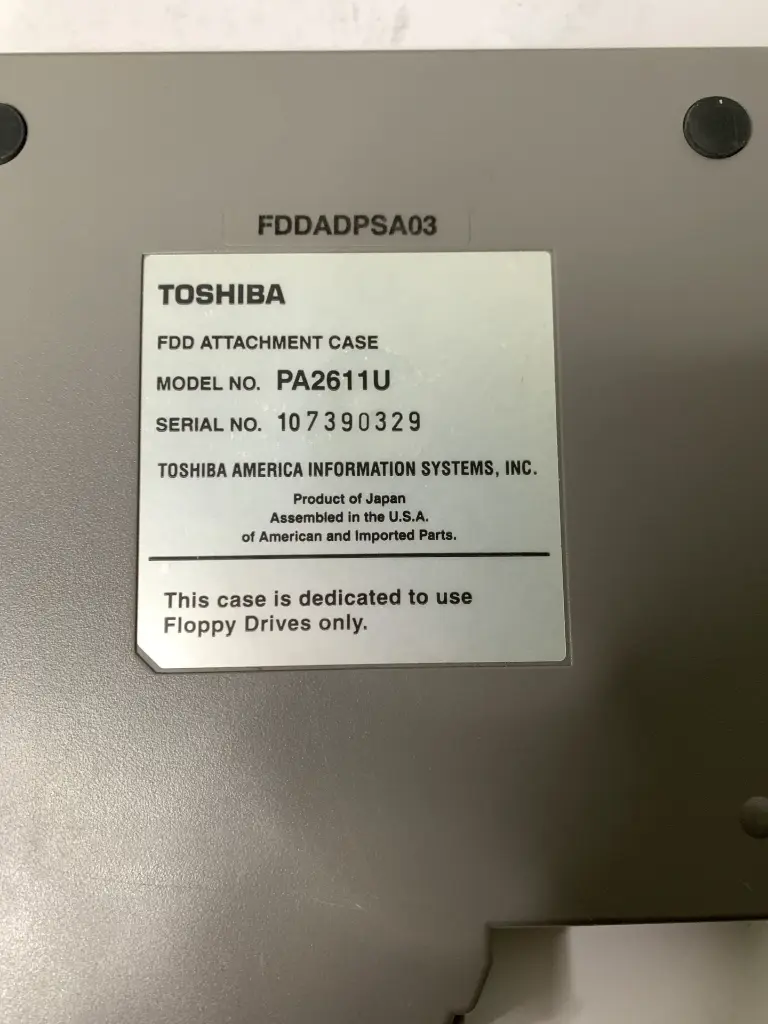 FDDADPSA03
TOSHIBA
FDD ATTACHMENT CASE
MODEL NO. PA2611U
SERIAL NO. 107390329
TOSHIBA AMERICA INFORMATION SYSTEMS, INC.
Product of Japan
Assembled in the U.S.A.
of American and Imported Parts.
This case is dedicated to use
Floppy Drives only.